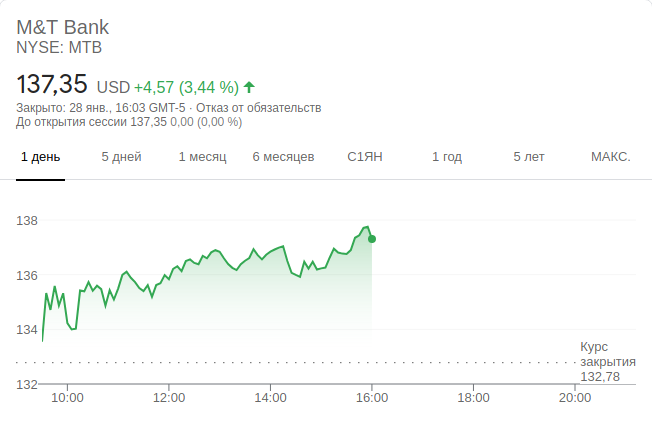 M&T Bank
NYSE: MTB
137,35 USD +4,57 (3,44 %)
Закрыто: 28 янв., 16:03 GMT-5 · Отказ от обязательств
До открытия сессии 137,35 0,00 (0,00 %)
1 день 5 дней 1 месяц 6 месяцев С1ЯН 1 год 5 лет МАКС.
138
136
134
Курс
закрытия
132,78
132
10:00 12:00 14:00 16:00 18:00 20:00